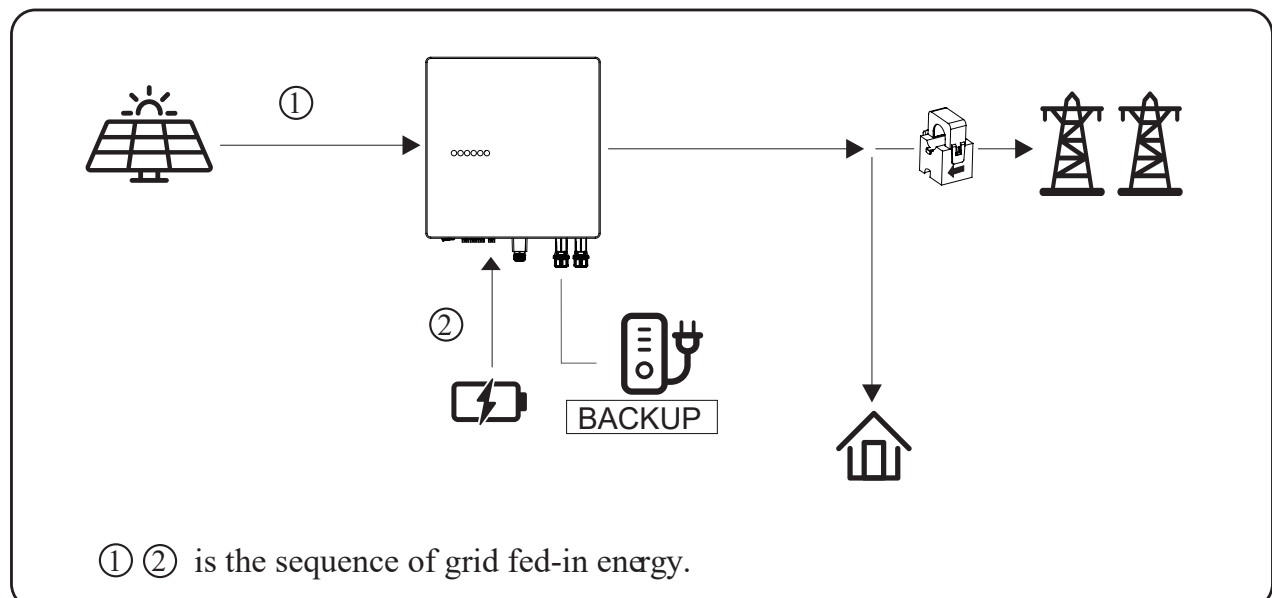 ①
②
BACKUP
① ② is the sequence of grid fed-in energy.